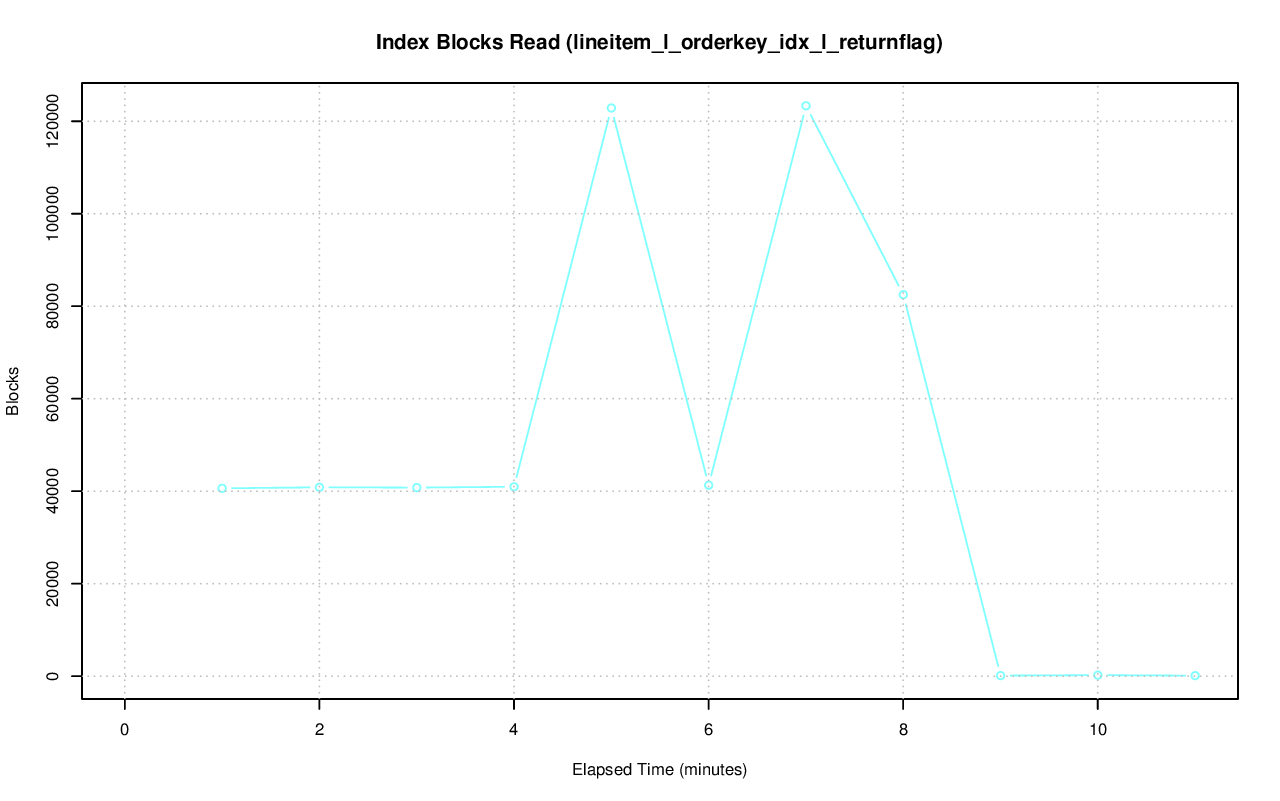 Index Blocks Read (lineitem_l_orderkey_idx_l_returnflag)
120000
100000
80000
60000
40000
20000
0
Blocks
0 2 4 6 8 10
Elapsed Time (minutes)